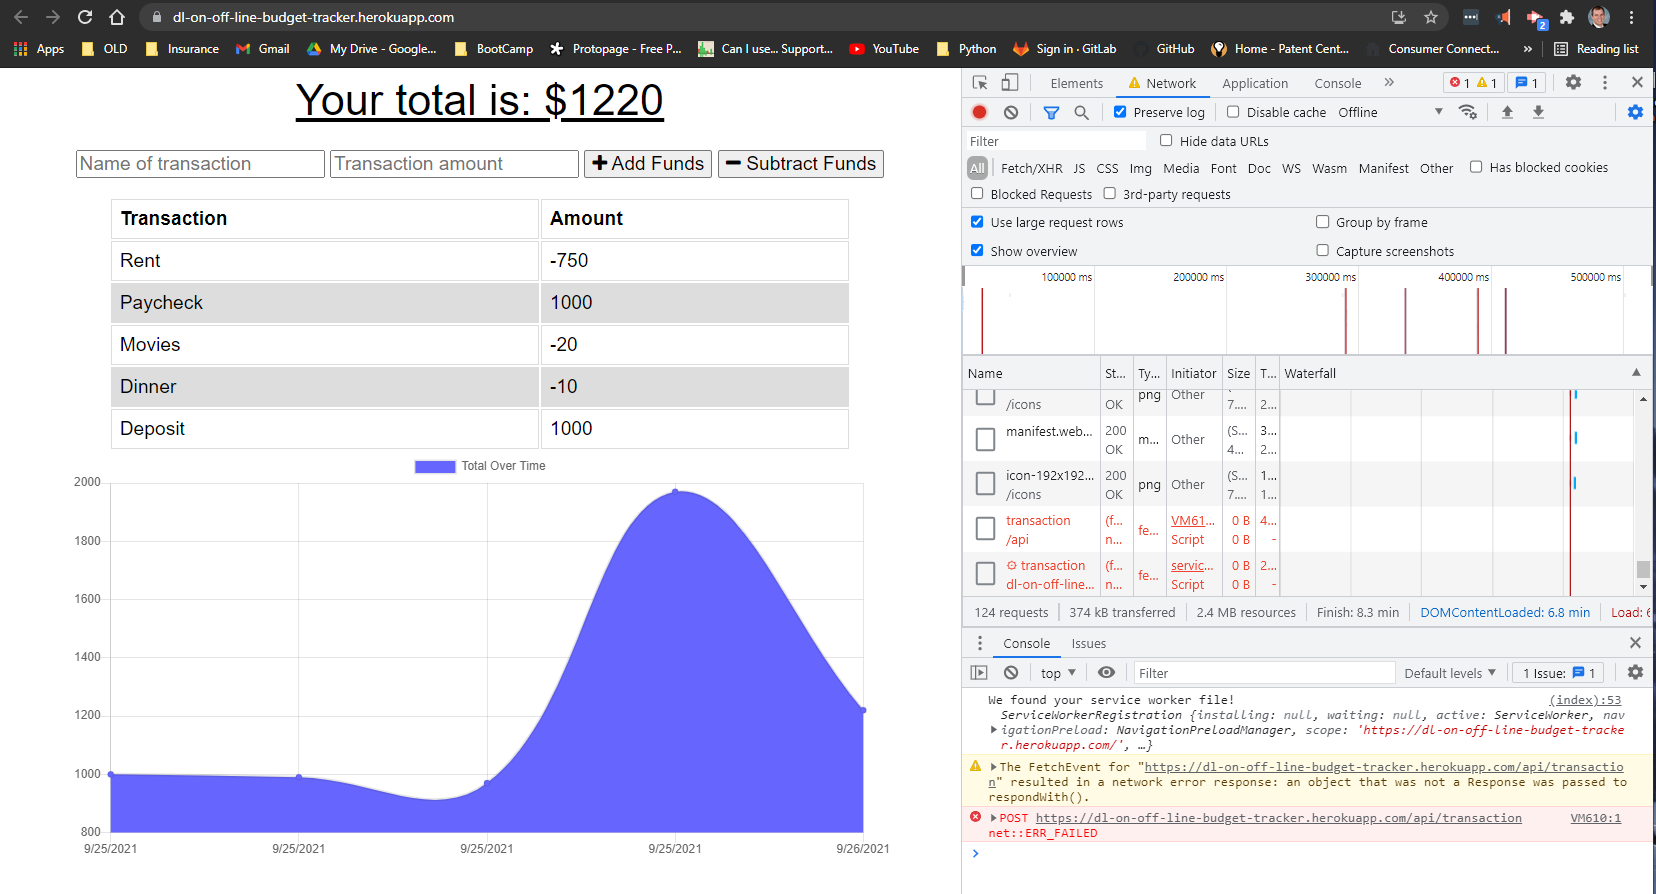 dl-on-off-line-budget-tracker.herokuapp.com
2
Apps OLD Insurance Gmail My Drive - Google... BootCamp Protopage - Free P... Can I use... Support... YouTube Python Sign in · GitLab GitHub Home - Patent Cent... Consumer Connect... » Reading list
Your total is: $1220
Name of transaction Transaction amount + Add Funds − Subtract Funds
Transaction Amount
Rent -750
Paycheck 1000
Movies -20
Dinner -10
Deposit 1000
Total Over Time
2000
1800
1600
1400
1200
1000
800
9/25/2021 9/25/2021 9/25/2021 9/25/2021 9/26/2021
Elements Network Application Console » 1 1 1
Preserve log Disable cache Offline
Filter Hide data URLs
All Fetch/XHR JS CSS Img Media Font Doc WS Wasm Manifest Other Has blocked cookies
Blocked Requests 3rd-party requests
Use large request rows Group by frame
Show overview Capture screenshots
100000 ms 200000 ms 300000 ms 400000 ms 500000 ms
Name St... Ty... Initiator Size T... Waterfall
png Other
/icons OK 7.... 2...
manifest.web... 200 m... Other (S... 3...
OK 4... 2...
icon-192x192... 200 png Other (S... 1...
/icons OK 7.... 1...
transaction (f... fe... VM61... 0 B 4...
/api n... Script 0 B -
transaction (f... fe... servic... 0 B 2...
dl-on-off-line... n... Script 0 B -
124 requests 374 kB transferred 2.4 MB resources Finish: 8.3 min DOMContentLoaded: 6.8 min Load: 6
Console Issues
top Filter Default levels 1 Issue: 1
We found your service worker file! (index):53
ServiceWorkerRegistration {installing: null, waiting: null, active: ServiceWorker, nav
igationPreload: NavigationPreloadManager, scope: 'https://dl-on-off-line-budget-tracke
r.herokuapp.com/', …}
The FetchEvent for "https://dl-on-off-line-budget-tracker.herokuapp.com/api/transactio
n" resulted in a network error response: an object that was not a Response was passed to
respondWith().
POST https://dl-on-off-line-budget-tracker.herokuapp.com/api/transaction VM610:1
net::ERR_FAILED